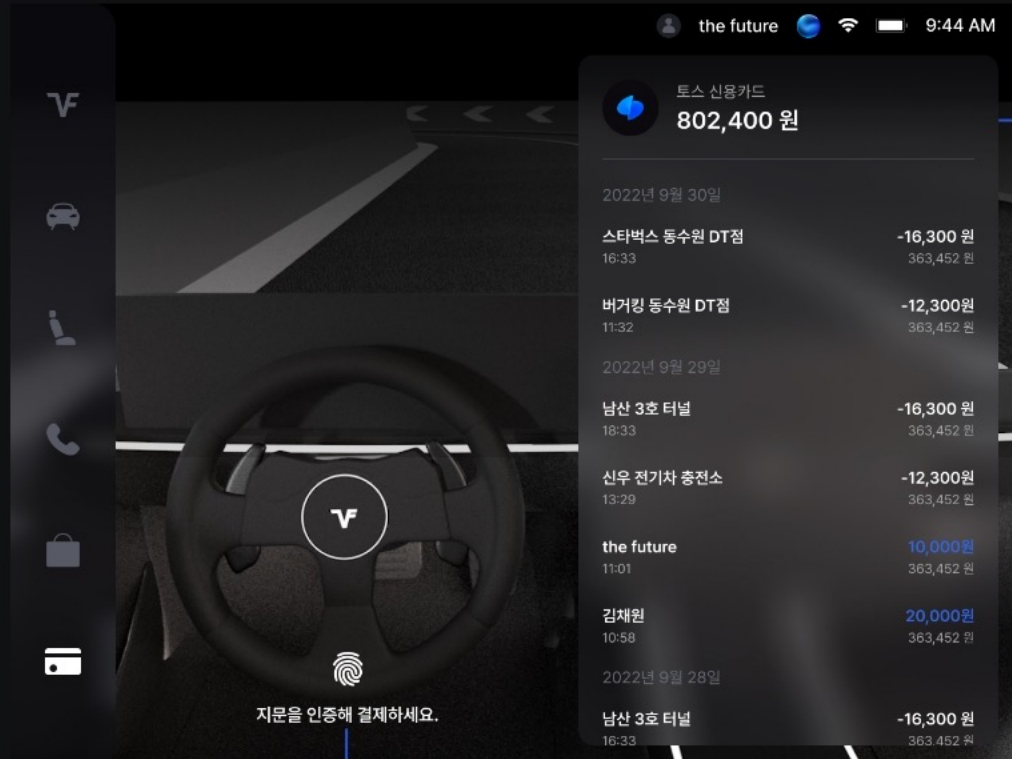 the future
9:44 AM
토스 신용카드
802,400 원
2022년 9월 30일
스타벅스 동수원 DT점 -16,300 원
16:33 363,452 원
버거킹 동수원 DT점 -12,300원
11:32 363,452 원
2022년 9월 29일
남산 3호 터널 -16,300 원
18:33 363,452 원
신우 전기차 충전소 -12,300원
13:29 363,452 원
the future 10,000원
11:01 363,452 원
김채원 20,000원
10:58 363,452 원
2022년 9월 28일
남산 3호 터널 -16,300 원
16:33 363,452 원
지문을 인증해 결제하세요.